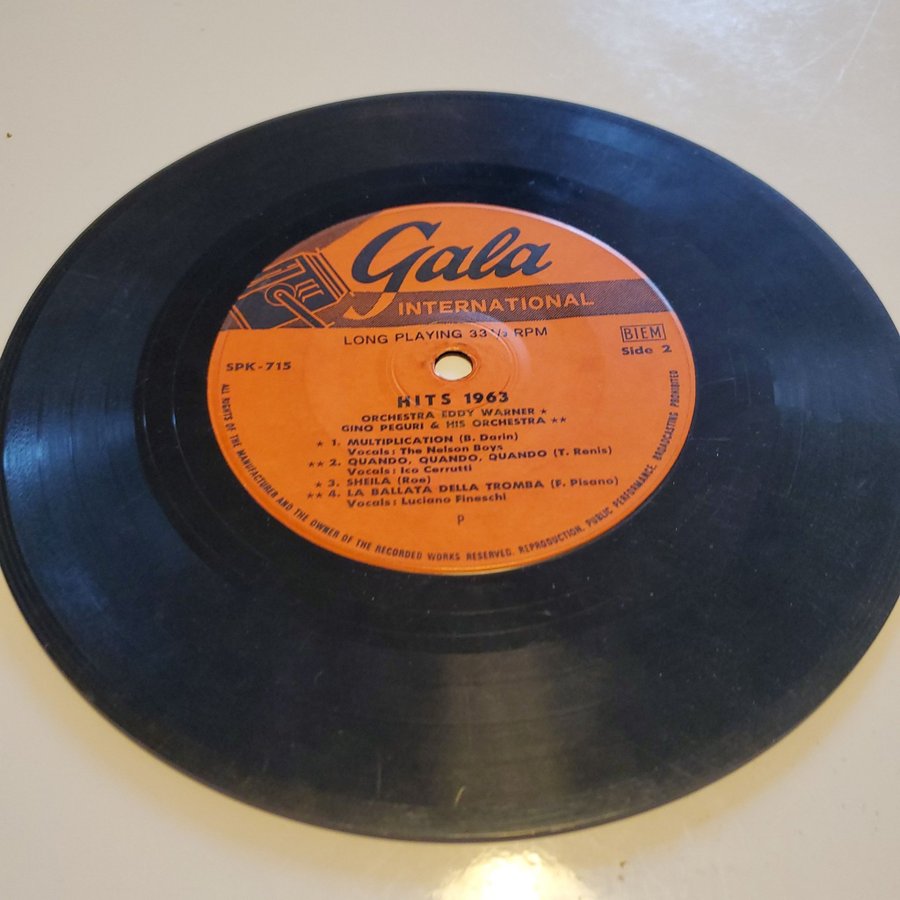 Gala
INTERNATIONAL
LONG PLAYING 33⅓ RPM
BIEM
SPK-715
Side 2
HITS 1963
ORCHESTRA EDDY WARNER ★
GINO PEGURI & HIS ORCHESTRA ★★
★ 1. MULTIPLICATION (B. Darin)
Vocals: The Nelson Boys
★★ 2. QUANDO, QUANDO, QUANDO (T. Renis)
Vocals: Ico Cerrutti
★ 3. SHEILA (Roe)
★★ 4. LA BALLATA DELLA TROMBA (F. Pisano)
Vocals: Luciano Fineschi
P
ALL RIGHTS OF THE MANUFACTURER AND THE OWNER OF THE RECORDED WORKS RESERVED. REPRODUCTION, PUBLIC PERFORMANCE, BROADCASTING PROHIBITED